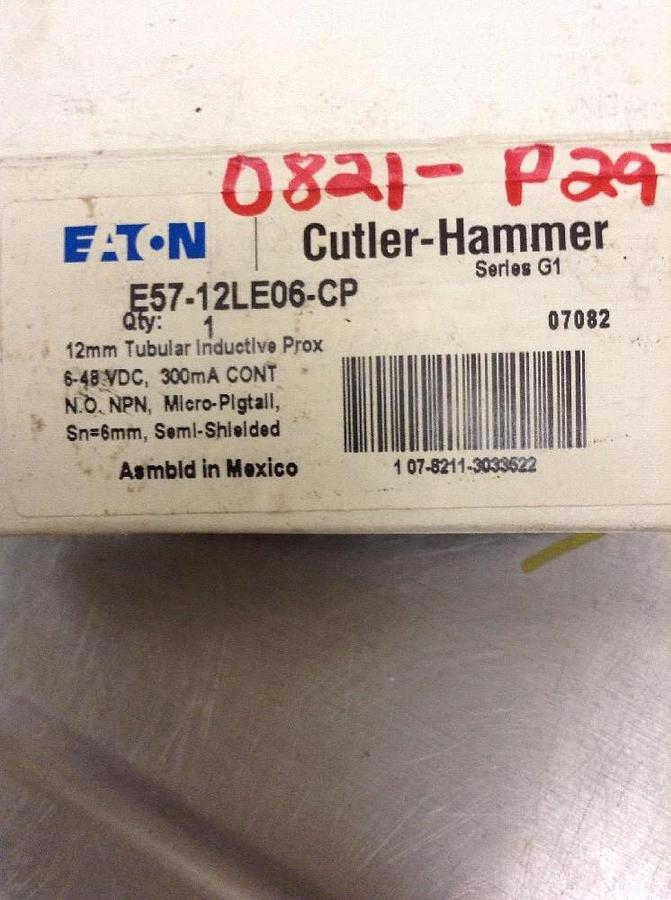 0821- P29
EATON
Cutler-Hammer
Series G1
E57-12LE06-CP
Qty: 1
07082
12mm Tubular Inductive Prox
6-48 VDC, 300mA CONT
N.O. NPN, Micro-Pigtail,
Sn=6mm, Semi-Shielded
Asmbld in Mexico
1 07-8211-3033522